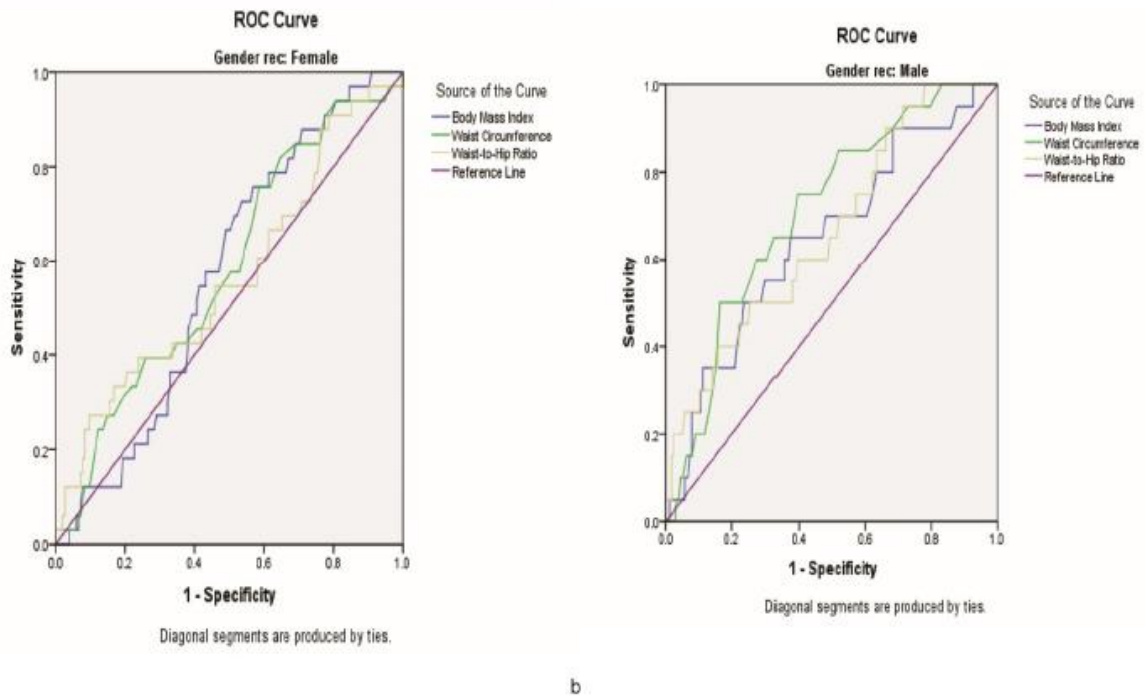 ROC Curve
Gender rec: Female
1.0
0.8
0.6
0.4
0.2
0.0
Sensitivity
0.0 0.2 0.4 0.6 0.8 1.0
1 - Specificity
Diagonal segments are produced by ties.
Source of the Curve
Body Mass Index
Waist Circumference
Waist-to-Hip Ratio
Reference Line
ROC Curve
Gender rec: Male
1.0
0.8
0.6
0.4
0.2
0.0
Sensitivity
0.0 0.2 0.4 0.6 0.8 1.0
1 - Specificity
Diagonal segments are produced by ties.
Source of the Curve
Body Mass Index
Waist Circumference
Waist-to-Hip Ratio
Reference Line
b